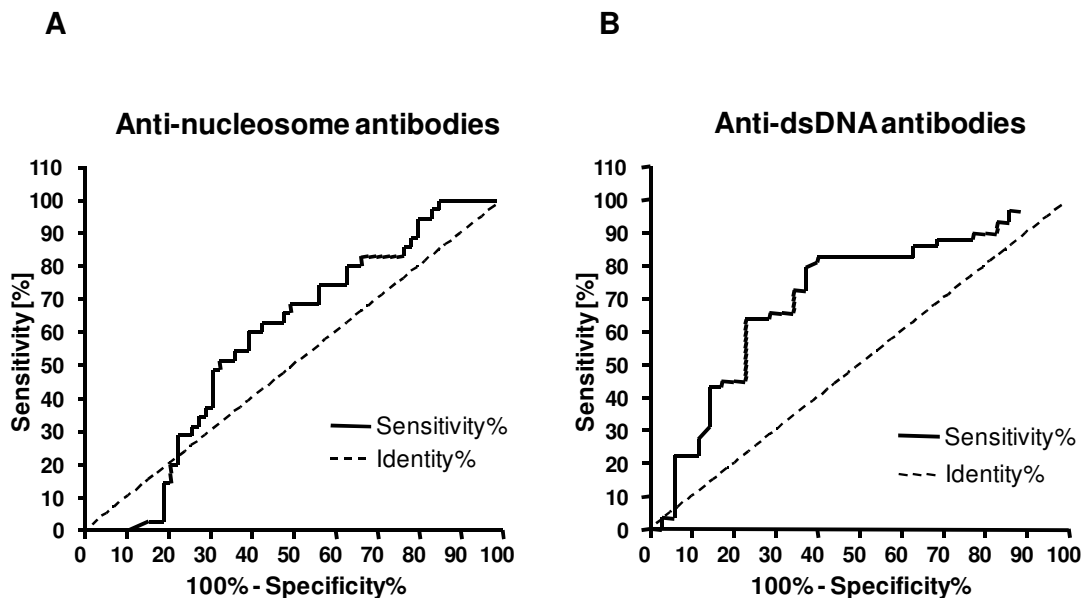 A
B
Anti-nucleosome antibodies
Anti-dsDNA antibodies
110
100
90
80
70
60
50
40
30
20
10
0
Sensitivity [%]
Sensitivity%
Identity%
0 10 20 30 40 50 60 70 80 90 100
100% - Specificity%
110
100
90
80
70
60
50
40
30
20
10
0
Sensitivity [%]
Sensitivity%
Identity%
0 10 20 30 40 50 60 70 80 90 100
100% - Specificity%